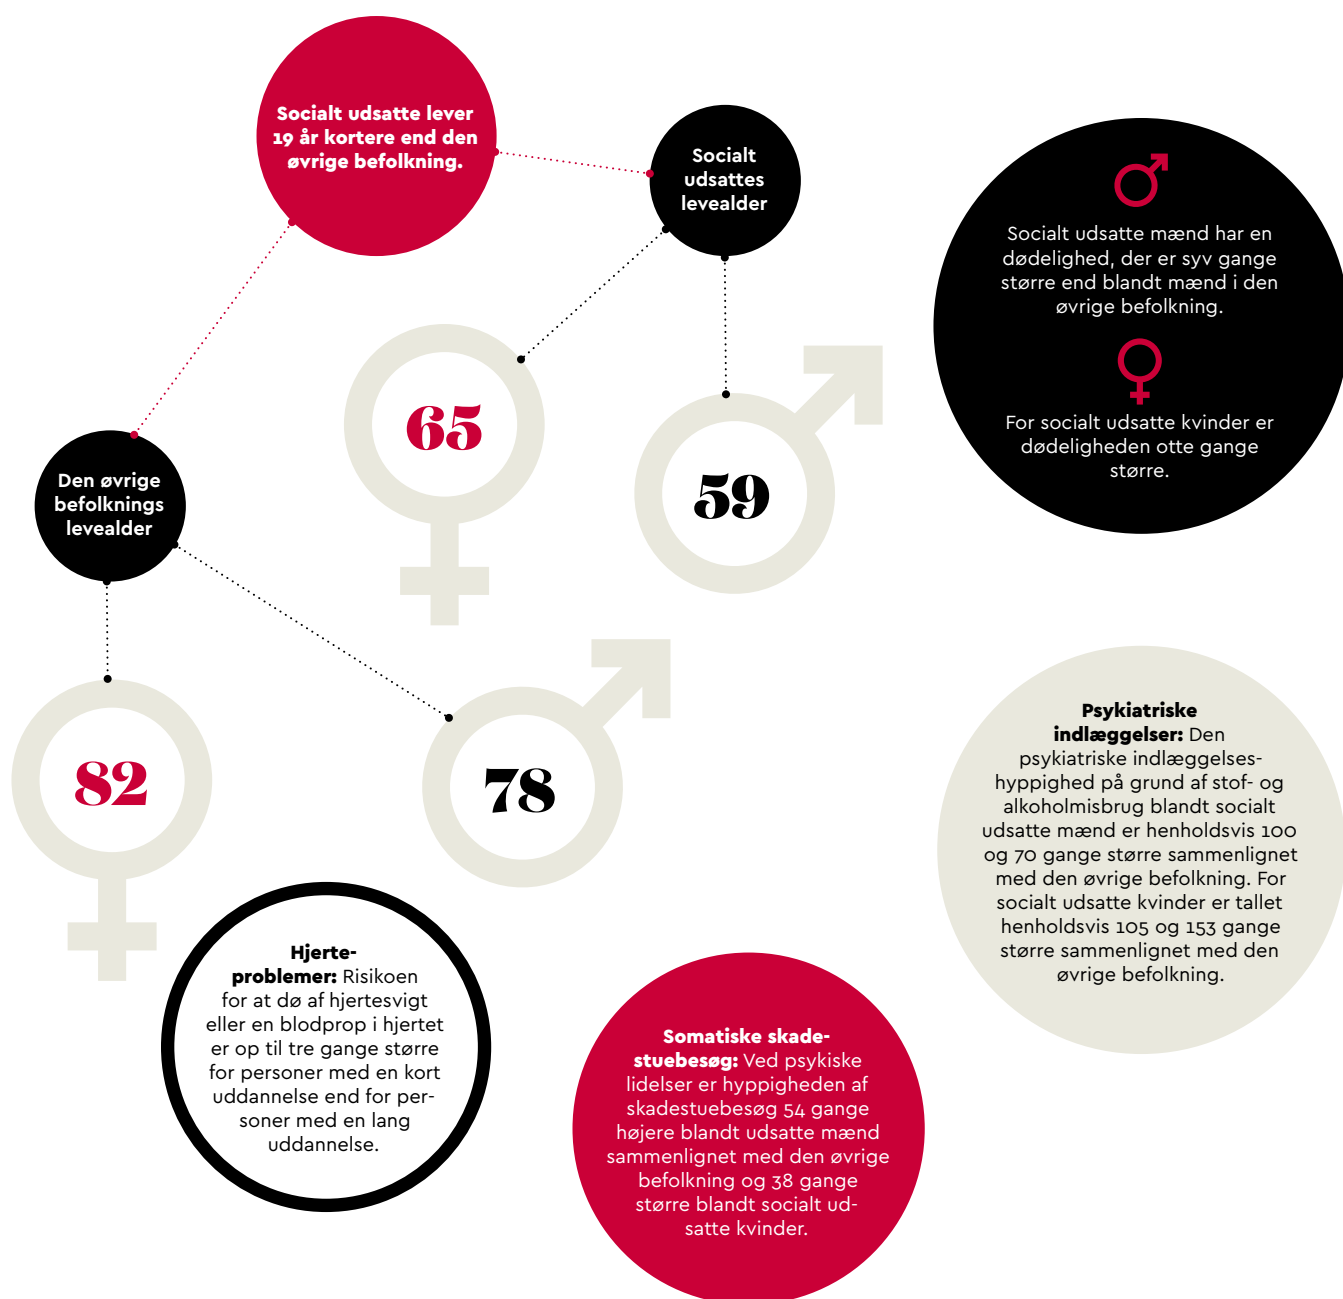 Socialt udsatte lever
19 år kortere end den
øvrige befolkning.
Socialt
udsattes
levealder
Socialt udsatte mænd har en
dødelighed, der er syv gange
større end blandt mænd i den
øvrige befolkning.
For socialt udsatte kvinder er
dødeligheden otte gange
større.
65
59
Den øvrige
befolknings
levealder
82
78
Psykiatriske
indlæggelser: Den
psykiatriske indlæggelses-
hyppighed på grund af stof- og
alkoholmisbrug blandt socialt
udsatte mænd er henholdsvis 100
og 70 gange større sammenlignet
med den øvrige befolkning. For
socialt udsatte kvinder er tallet
henholdsvis 105 og 153 gange
større sammenlignet med den
øvrige befolkning.
Hjerte-
problemer: Risikoen
for at dø af hjertesvigt
eller en blodprop i hjertet
er op til tre gange større
for personer med en kort
uddannelse end for per-
soner med en lang
uddannelse.
Somatiske skade-
stuebesøg: Ved psykiske
lidelser er hyppigheden af
skadestuebesøg 54 gange
højere blandt udsatte mænd
sammenlignet med den øvrige
befolkning og 38 gange
større blandt socialt ud-
satte kvinder.